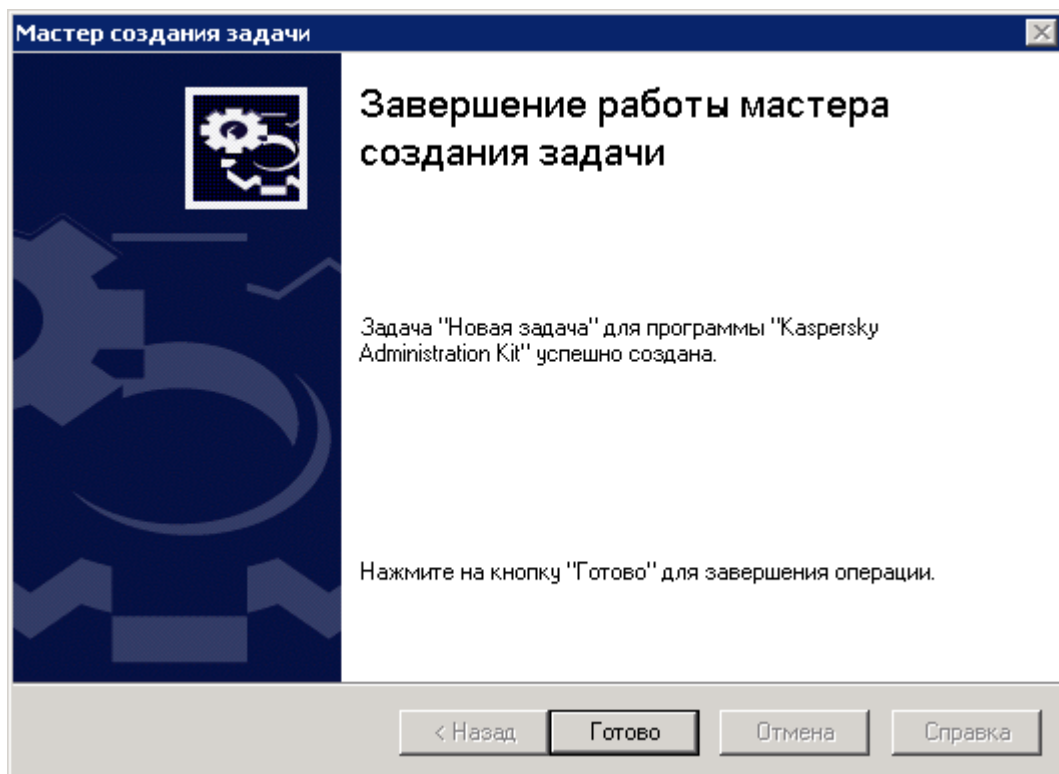 Мастер создания задачи
Завершение работы мастера
создания задачи
Задача "Новая задача" для программы "Kaspersky
Administration Kit" успешно создана.
Нажмите на кнопку "Готово" для завершения операции.
< Назад
Готово
Отмена
Справка